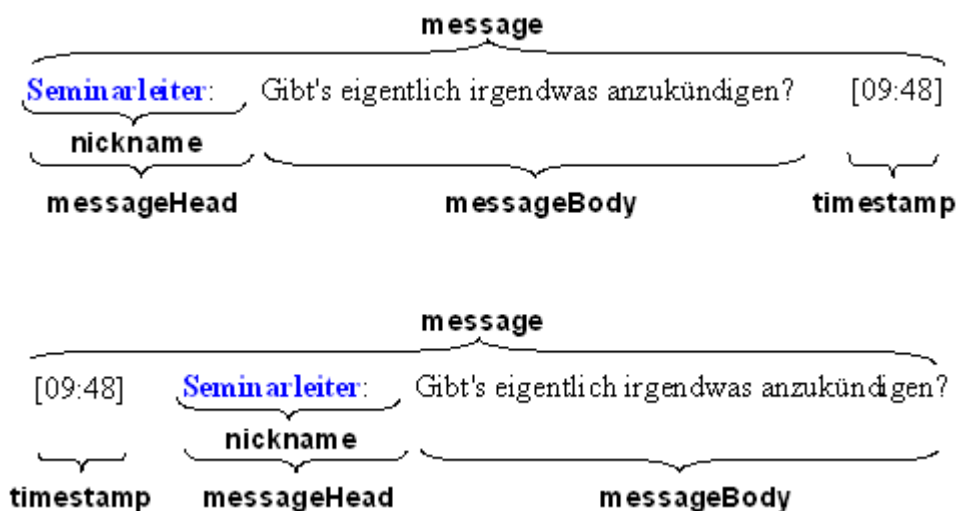 message
Seminarleiter: Gibt's eigentlich irgendwas anzukündigen? [09:48]
nickname
messageHead messageBody timestamp
message
[09:48] Seminarleiter: Gibt's eigentlich irgendwas anzukündigen?
nickname
timestamp messageHead messageBody